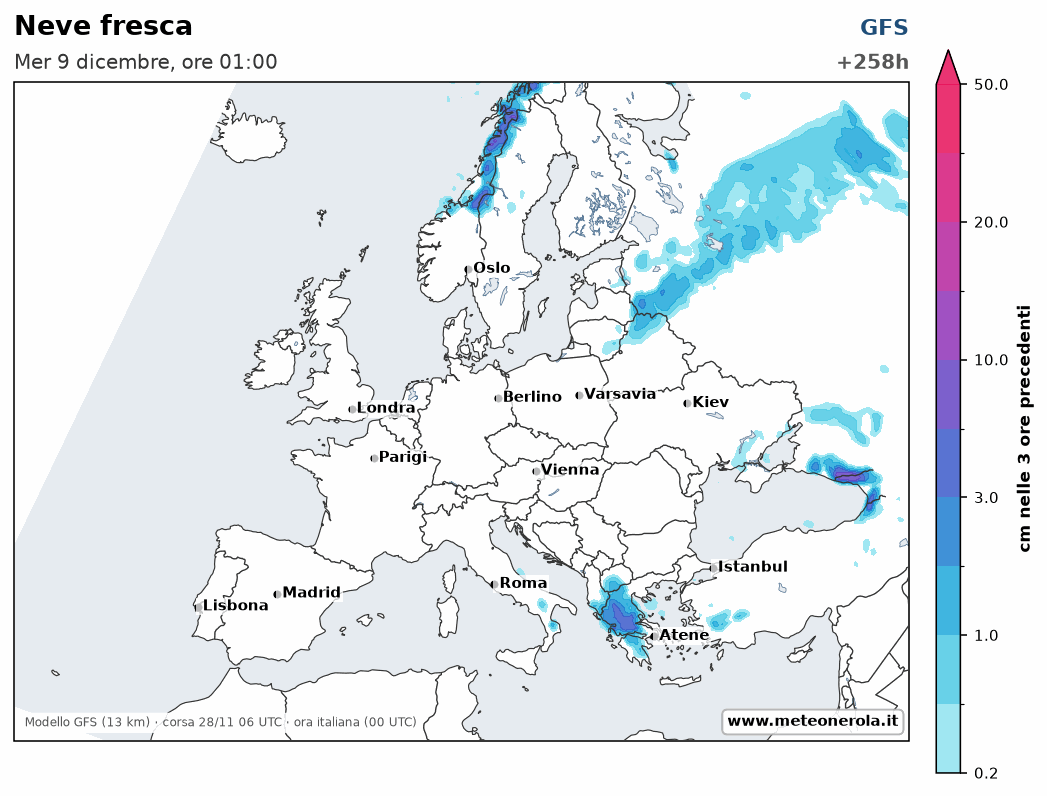 Neve fresca
GFS
Mer 9 dicembre, ore 01:00
+258h
50.0
20.0
10.0
3.0
1.0
0.2
cm nelle 3 ore precedenti
Oslo
Berlino
Varsavia
Kiev
Londra
Parigi
Vienna
Istanbul
Roma
Madrid
Lisbona
Atene
Modello GFS (13 km) · corsa 28/11 06 UTC · ora italiana (00 UTC)
www.meteonerola.it